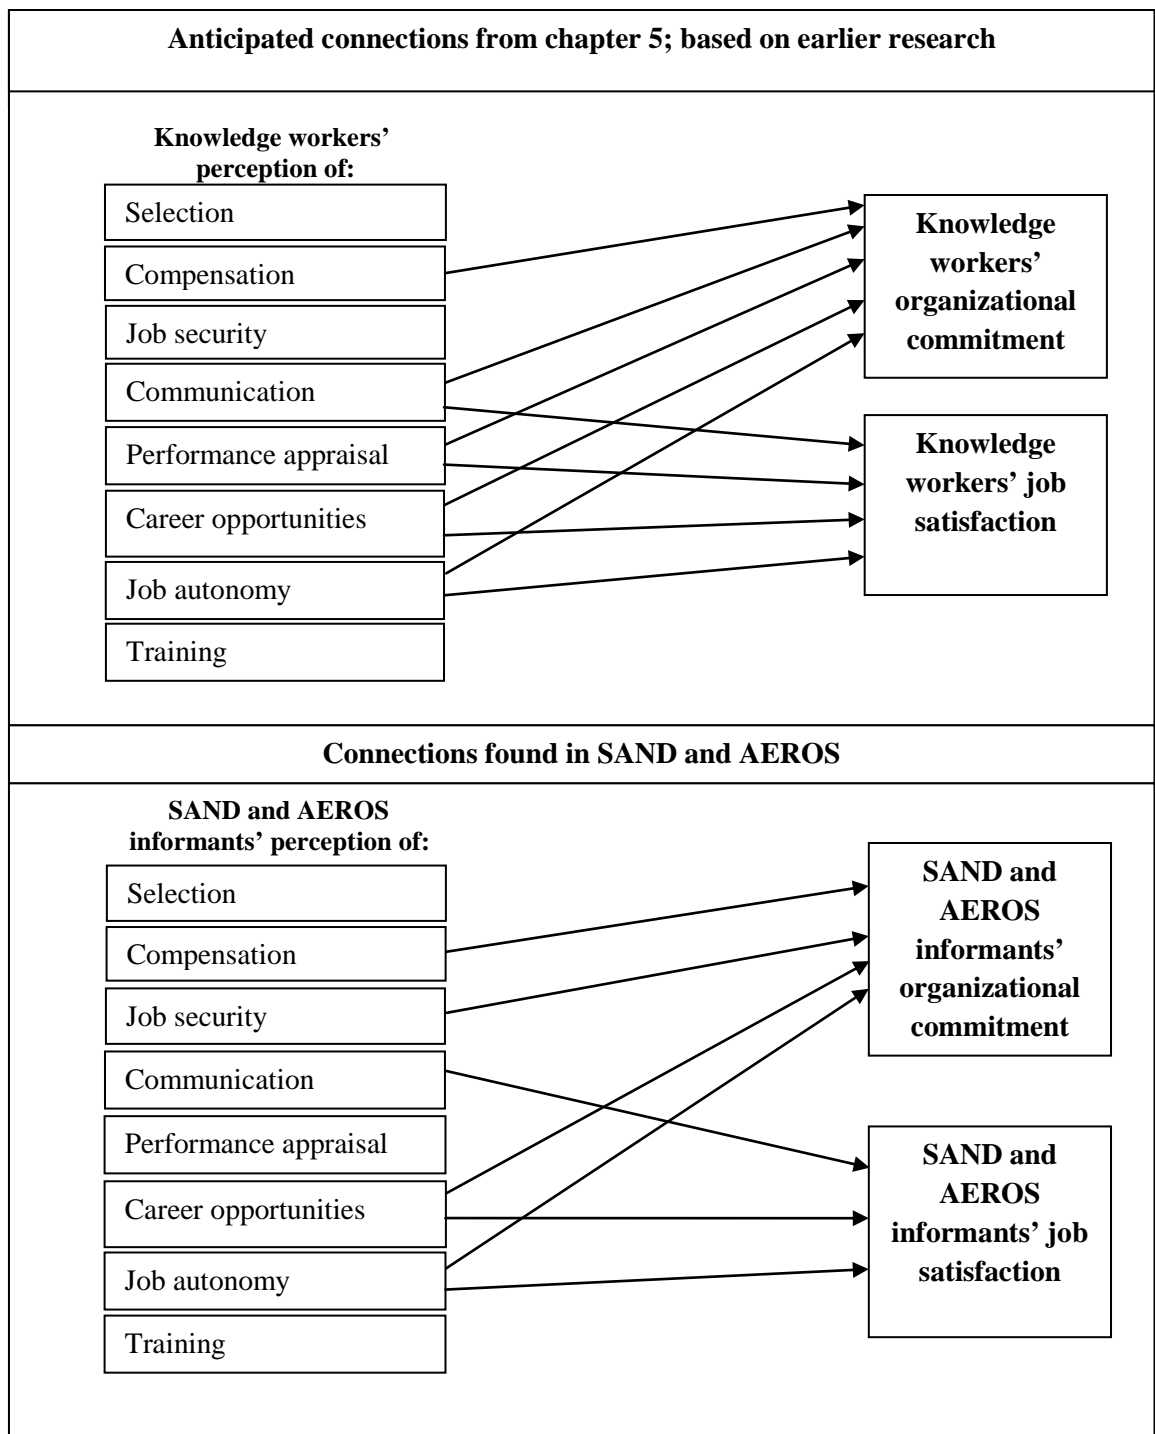 Anticipated connections from chapter 5; based on earlier research
Knowledge workers’
perception of:
Selection
Compensation
Job security
Communication
Performance appraisal
Career opportunities
Job autonomy
Training
Knowledge
workers’
organizational
commitment
Knowledge
workers’ job
satisfaction
Connections found in SAND and AEROS
SAND and AEROS
informants’ perception of:
Selection
Compensation
Job security
Communication
Performance appraisal
Career opportunities
Job autonomy
Training
SAND and
AEROS
informants’
organizational
commitment
SAND and
AEROS
informants’ job
satisfaction